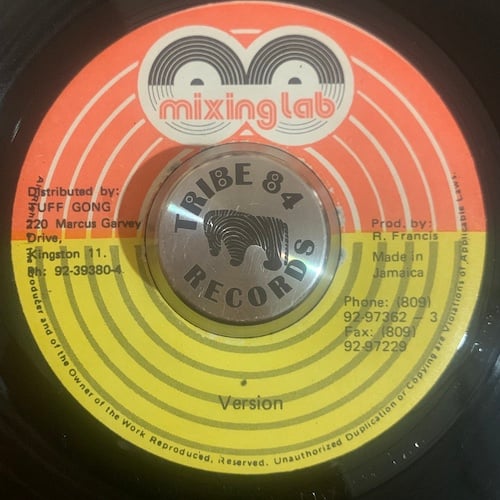 mixing lab
TRIBE 84
RECORDS
Distributed by:
TUFF GONG
220 Marcus Garvey
Drive,
Kingston 11.
Ph: 92-39380-4
Prod. by:
R. Francis
Made in
Jamaica
Phone: (809)
92-97362 – 3
Fax: (809)
92-97229
Version
Producer and of the Owner of the Work Reproduced, Reserved. Unauthorized Duplication or Copying are Violations of Applicable Laws.